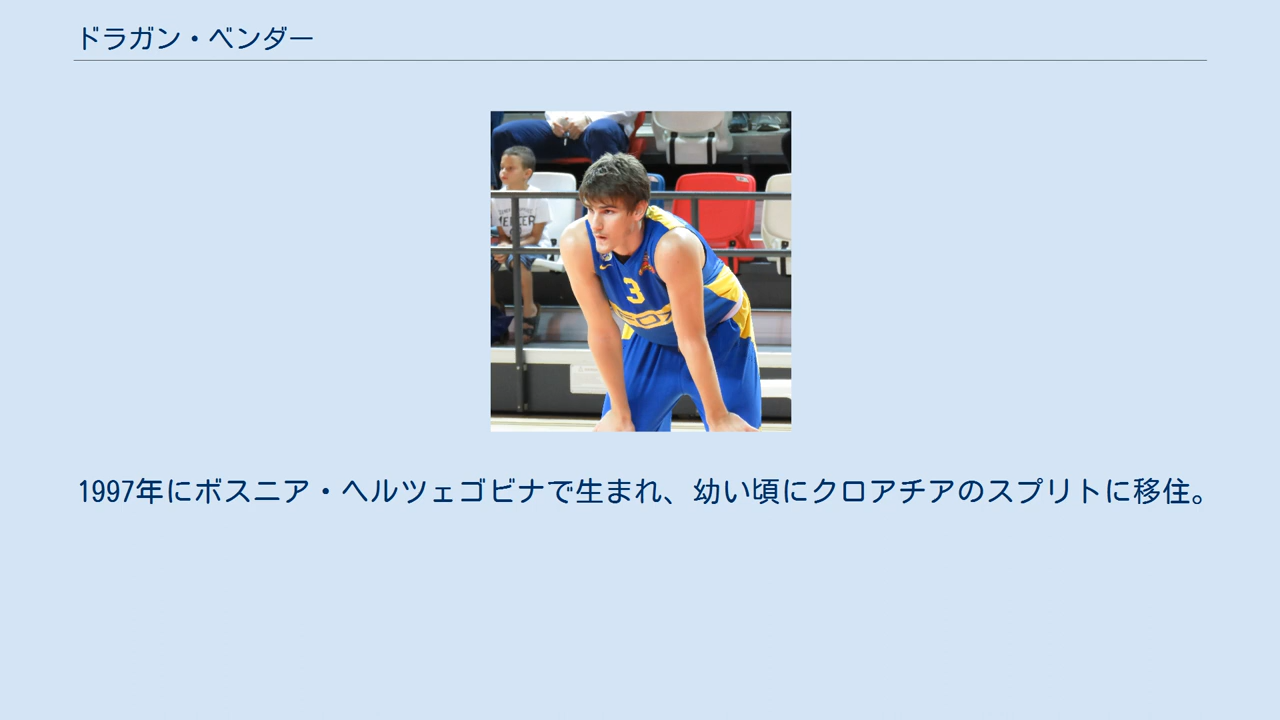 ドラガン・ベンダー
3
1997年にボスニア・ヘルツェゴビナで生まれ、幼い頃にクロアチアのスプリトに移住。